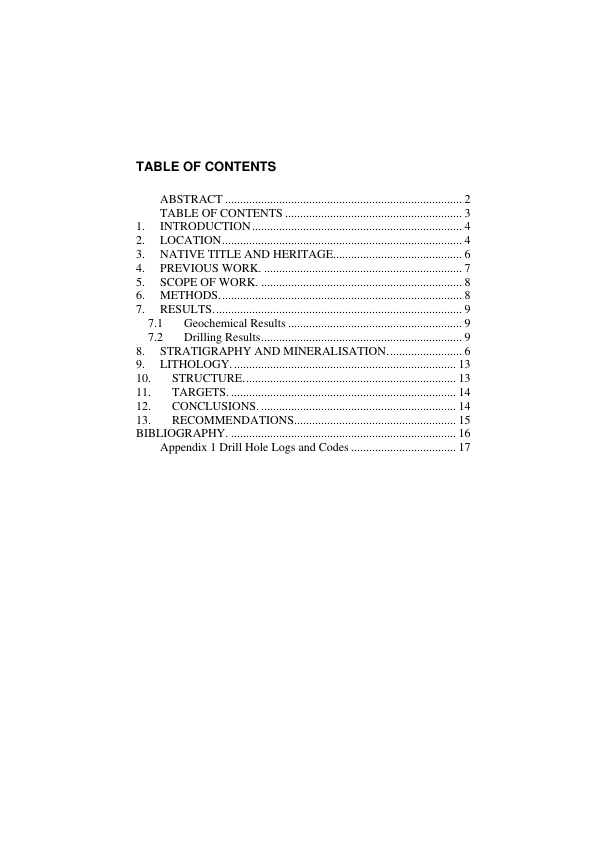 TABLE OF CONTENTS
ABSTRACT ............................................................................... 2
TABLE OF CONTENTS ........................................................... 3
1. INTRODUCTION ...................................................................... 4
2. LOCATION ................................................................................ 4
3. NATIVE TITLE AND HERITAGE ........................................... 6
4. PREVIOUS WORK. .................................................................. 7
5. SCOPE OF WORK. ................................................................... 8
6. METHODS. ................................................................................ 8
7. RESULTS. .................................................................................. 9
7.1 Geochemical Results .......................................................... 9
7.2 Drilling Results ................................................................... 9
8. STRATIGRAPHY AND MINERALISATION. ........................ 6
9. LITHOLOGY. .......................................................................... 13
10. STRUCTURE. ...................................................................... 13
11. TARGETS. ........................................................................... 14
12. CONCLUSIONS. ................................................................. 14
13. RECOMMENDATIONS ...................................................... 15
BIBLIOGRAPHY. ........................................................................... 16
Appendix 1 Drill Hole Logs and Codes ................................... 17